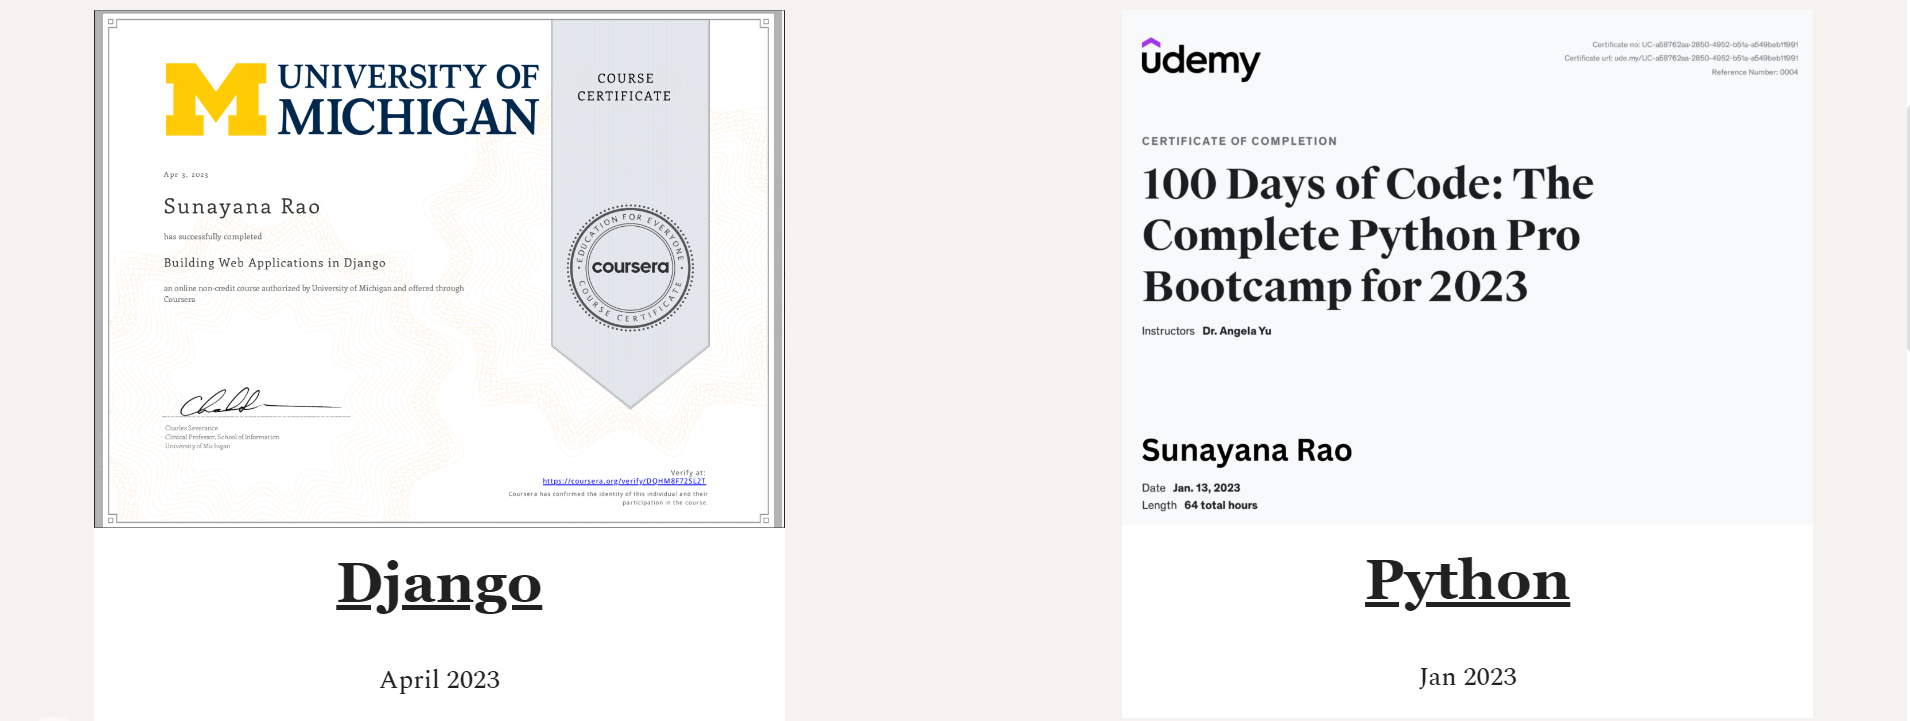 UNIVERSITY OF
MICHIGAN
COURSE
CERTIFICATE
Apr 3, 2023
Sunayana Rao
has successfully completed
Building Web Applications in Django
an online non-credit course authorized by University of Michigan and offered through
Coursera
EDUCATION FOR EVERYONE
coursera
COURSE CERTIFICATE
Charles Severance
Clinical Professor, School of Information
University of Michigan
Verify at:
https://coursera.org/verify/DQHM8F72SL2T
Coursera has confirmed the identity of this individual and their
participation in the course.
Django
April 2023
udemy
Certificate no: UC-a58762aa-2850-4952-b51a-a549beb11991
Certificate url: ude.my/UC-a58762aa-2850-4952-b51a-a549beb11991
Reference Number: 0004
CERTIFICATE OF COMPLETION
100 Days of Code: The
Complete Python Pro
Bootcamp for 2023
Instructors Dr. Angela Yu
Sunayana Rao
Date Jan. 13, 2023
Length 64 total hours
Python
Jan 2023